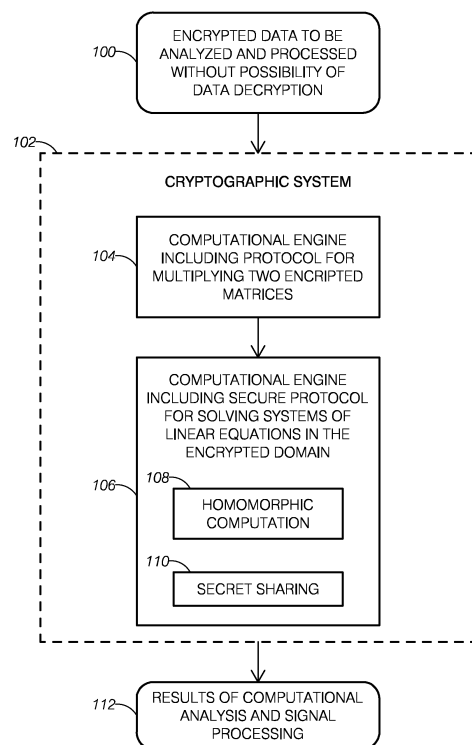 100
ENCRYPTED DATA TO BE
ANALYZED AND PROCESSED
WITHOUT POSSIBILITY OF
DATA DECRYPTION
102
CRYPTOGRAPHIC SYSTEM
104
COMPUTATIONAL ENGINE
INCLUDING PROTOCOL FOR
MULTIPLYING TWO ENCRIPTED
MATRICES
106
COMPUTATIONAL ENGINE
INCLUDING SECURE PROTOCOL
FOR SOLVING SYSTEMS OF
LINEAR EQUATIONS IN THE
ENCRYPTED DOMAIN
108
HOMOMORPHIC
COMPUTATION
110
SECRET SHARING
112
RESULTS OF COMPUTATIONAL
ANALYSIS AND SIGNAL
PROCESSING